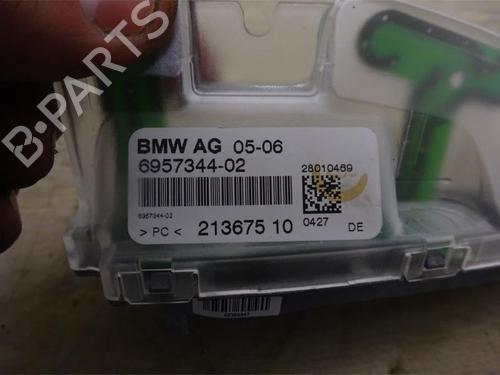 B-PARTS
BMW AG 05-06
6957344-02
28010469
6957344-02
0427
> PC < 213675 10
DE